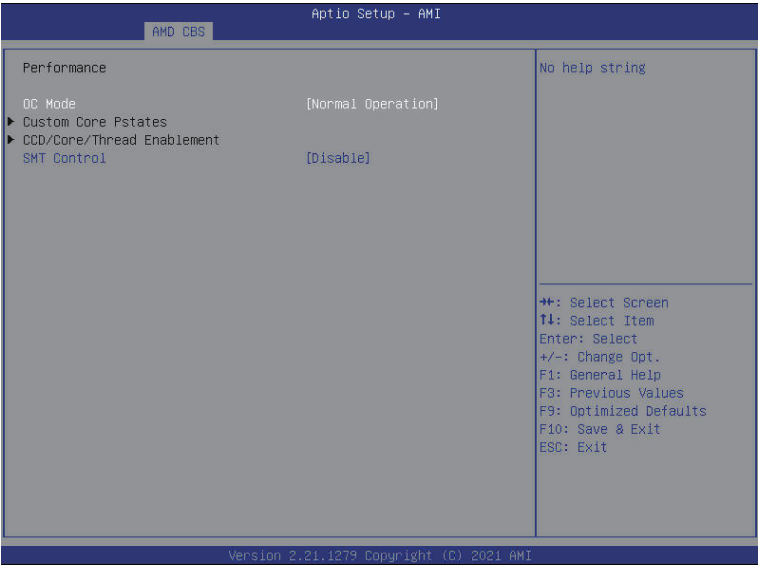 Aptio Setup – AMI
AMD CBS
Performance
OC Mode [Normal Operation]
Custom Core Pstates
CCD/Core/Thread Enablement
SMT Control [Disable]
No help string
→←: Select Screen
↑↓: Select Item
Enter: Select
+/-: Change Opt.
F1: General Help
F3: Previous Values
F9: Optimized Defaults
F10: Save & Exit
ESC: Exit
Version 2.21.1279 Copyright (C) 2021 AMI